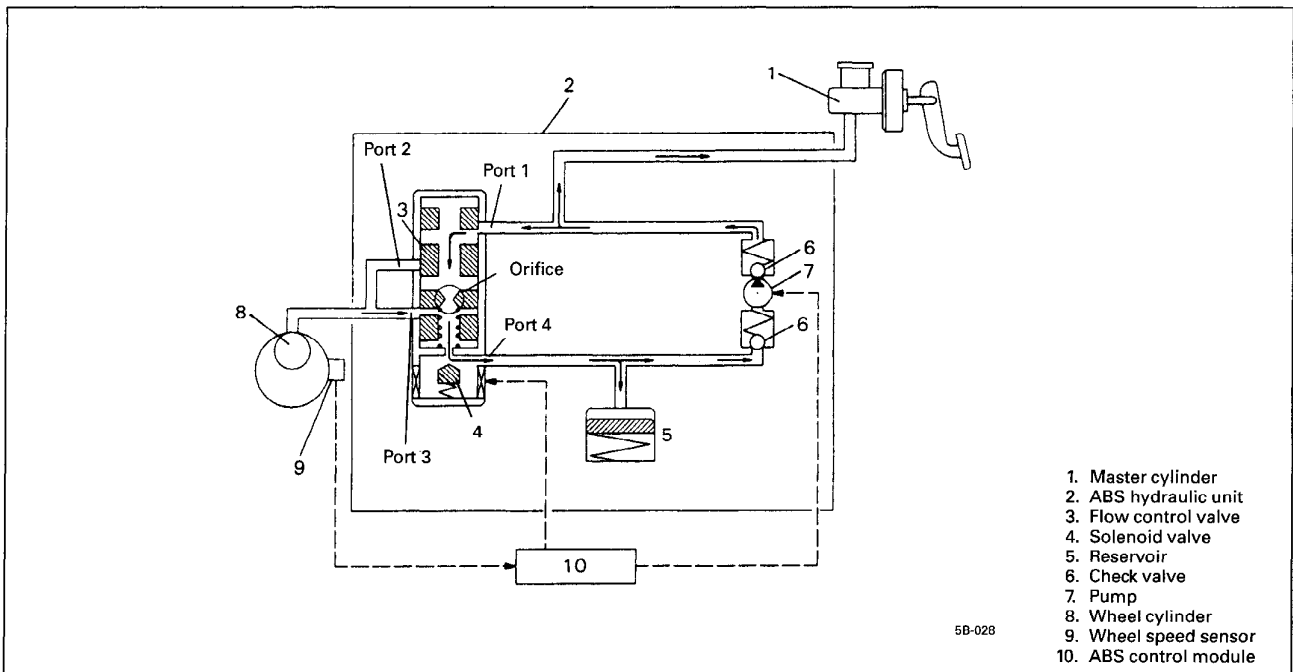 1
2
Port 2
Port 1
3
6
Orifice
7
8
Port 4
6
4
5
Port 3
9
10
1. Master cylinder
2. ABS hydraulic unit
3. Flow control valve
4. Solenoid valve
5. Reservoir
6. Check valve
7. Pump
8. Wheel cylinder
9. Wheel speed sensor
10. ABS control module
5B-028